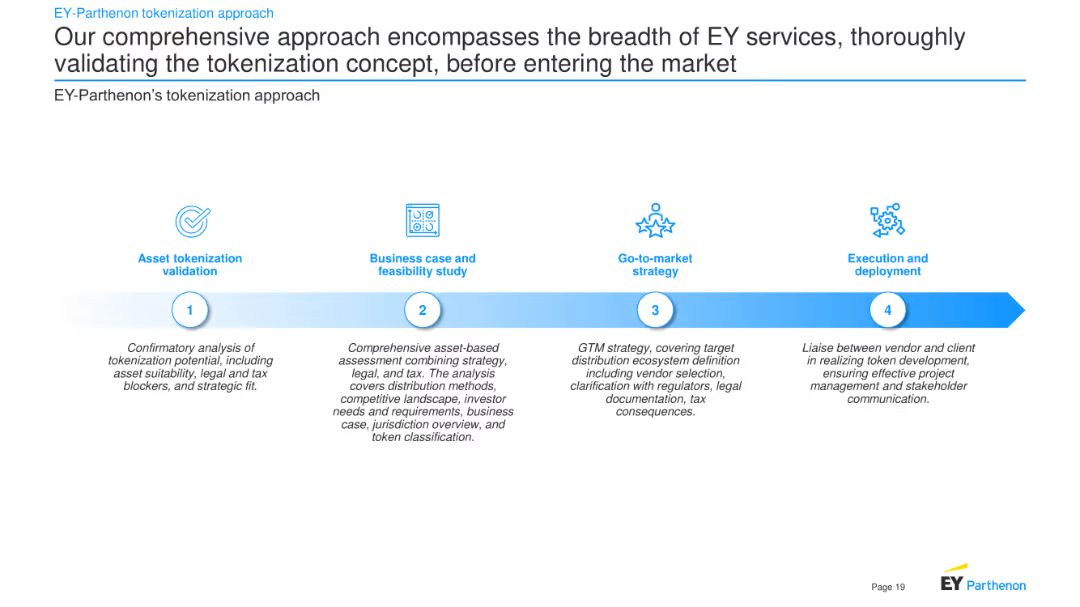 EY-Parthenon tokenization approach
Our comprehensive approach encompasses the breadth of EY services, thoroughly
validating the tokenization concept, before entering the market
EY-Parthenon's tokenization approach
Asset tokenization
validation
1
Confirmatory analysis of
tokenization potential, including
asset suitability, legal and tax
blockers, and strategic fit.
Business case and
feasibility study
2
Comprehensive asset-based
assessment combining strategy,
legal, and tax. The analysis
covers distribution methods,
competitive landscape, investor
needs and requirements, business
case, jurisdiction overview, and
token classification.
Go-to-market
strategy
3
GTM strategy, covering target
distribution ecosystem definition
including vendor selection,
clarification with regulators, legal
documentation, tax
consequences.
Execution and
deployment
4
Liaise between vendor and client
in realizing token development,
ensuring effective project
management and stakeholder
communication.
Page 19
EY Parthenon